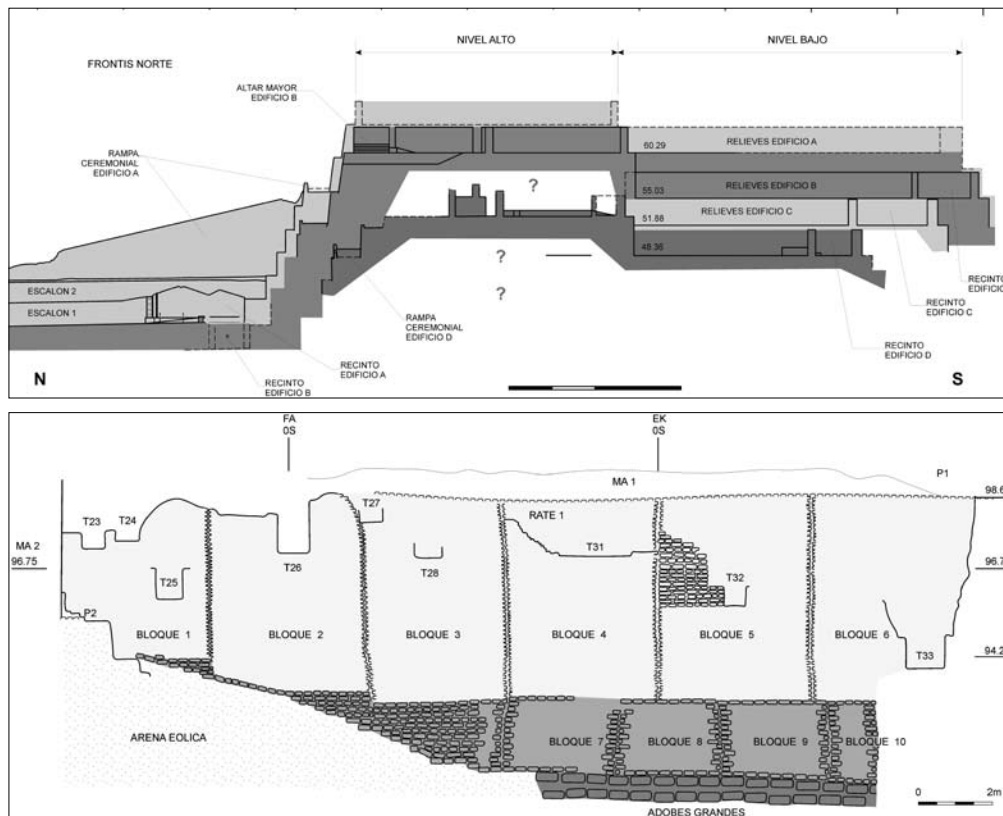 NIVEL ALTO
NIVEL BAJO
FRONTIS NORTE
ALTAR MAYOR
EDIFICIO B
RAMPA
CEREMONIAL
EDIFICIO A
60.29
RELIEVES EDIFICIO A
?
55.03
RELIEVES EDIFICIO B
51.86
RELIEVES EDIFICIO C
48.36
?
?
ESCALON 2
ESCALON 1
RAMPA
CEREMONIAL
EDIFICIO D
RECINTO
EDIFICIO A
RECINTO
EDIFICIO B
RECINTO
EDIFICIO
RECINTO
EDIFICIO C
RECINTO
EDIFICIO D
N
S
FA
0S
EK
0S
MA 1
P1
98.6
T23
T24
T27
RATE 1
MA 2
96.75
T25
T26
T28
T31
T32
96.7
P2
BLOQUE 1
BLOQUE 2
BLOQUE 3
BLOQUE 4
BLOQUE 5
BLOQUE 6
T33
94.2
ARENA EOLICA
BLOQUE 7
BLOQUE 8
BLOQUE 9
BLOQUE 10
0
2m
ADOBES GRANDES